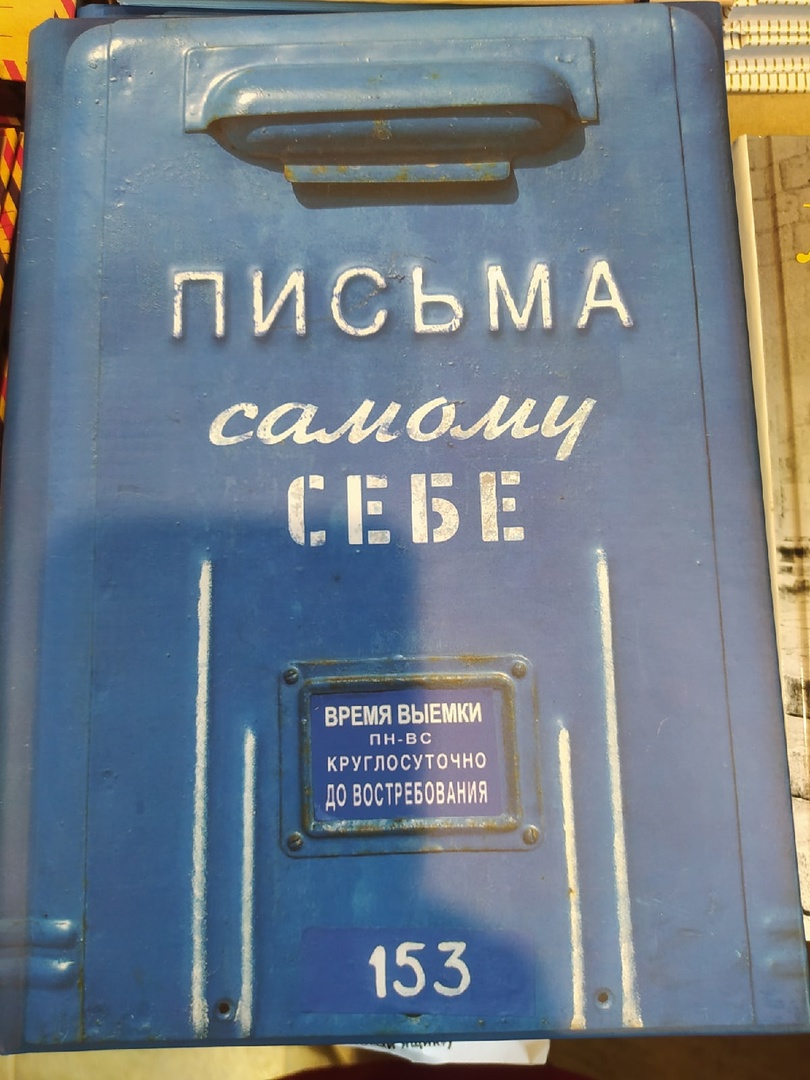 ПИСЬМА
самому
СЕБЕ
ВРЕМЯ ВЫЕМКИ
ПН-ВС
КРУГЛОСУТОЧНО
ДО ВОСТРЕБОВАНИЯ
153